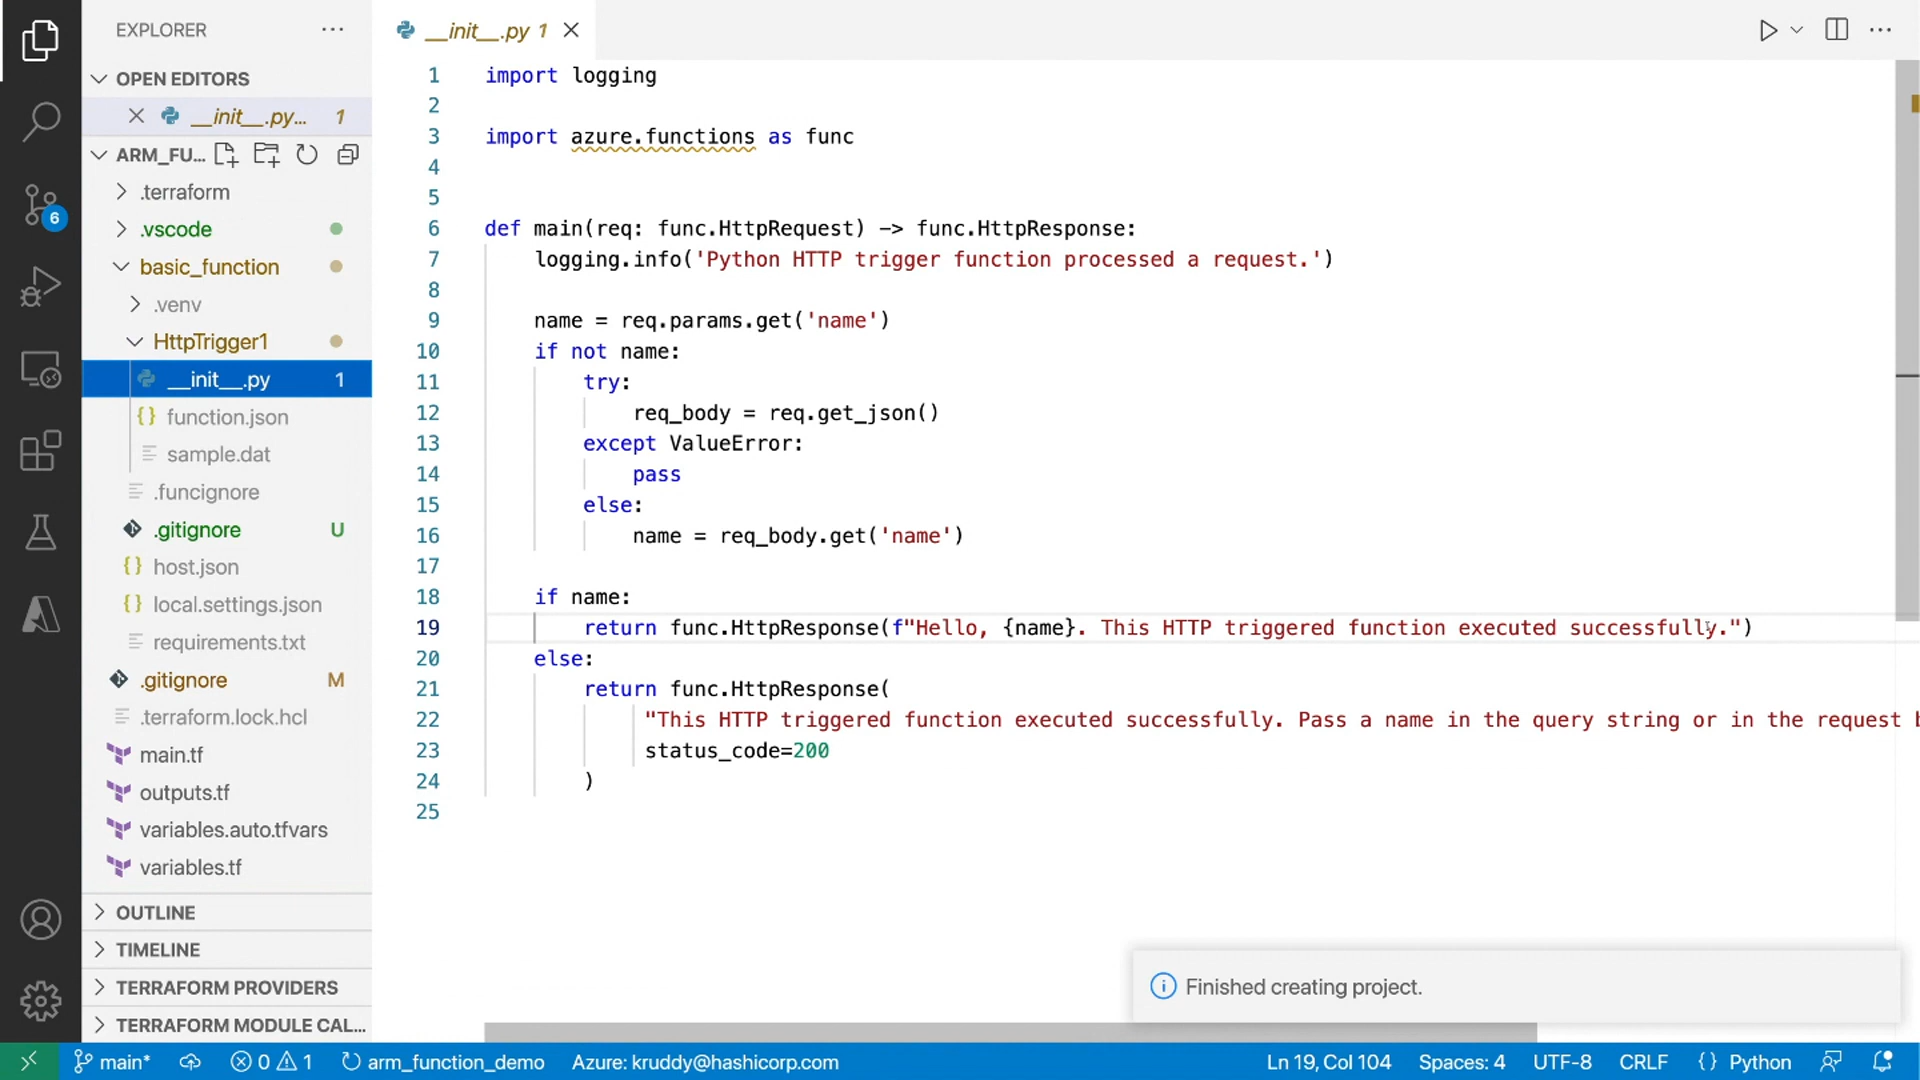 EXPLORER
OPEN EDITORS
__init__.py... 1
ARM_FU...
.terraform
.vscode
basic_function
.venv
HttpTrigger1
__init__.py 1
function.json
sample.dat
.funcignore
.gitignore U
host.json
local.settings.json
requirements.txt
.gitignore M
.terraform.lock.hcl
main.tf
outputs.tf
variables.auto.tfvars
variables.tf
OUTLINE
TIMELINE
TERRAFORM PROVIDERS
TERRAFORM MODULE CAL...
6
__init__.py 1
1 import logging
2
3 import azure.functions as func
4
5
6 def main(req: func.HttpRequest) -> func.HttpResponse:
7 logging.info('Python HTTP trigger function processed a request.')
8
9 name = req.params.get('name')
10 if not name:
11 try:
12 req_body = req.get_json()
13 except ValueError:
14 pass
15 else:
16 name = req_body.get('name')
17
18 if name:
19 return func.HttpResponse(f"Hello, {name}. This HTTP triggered function executed successfully.")
20 else:
21 return func.HttpResponse(
22 "This HTTP triggered function executed successfully. Pass a name in the query string or in the request
23 status_code=200
24 )
25
Finished creating project.
main* 0 1 arm_function_demo Azure: kruddy@hashicorp.com Ln 19, Col 104 Spaces: 4 UTF-8 CRLF {} Python